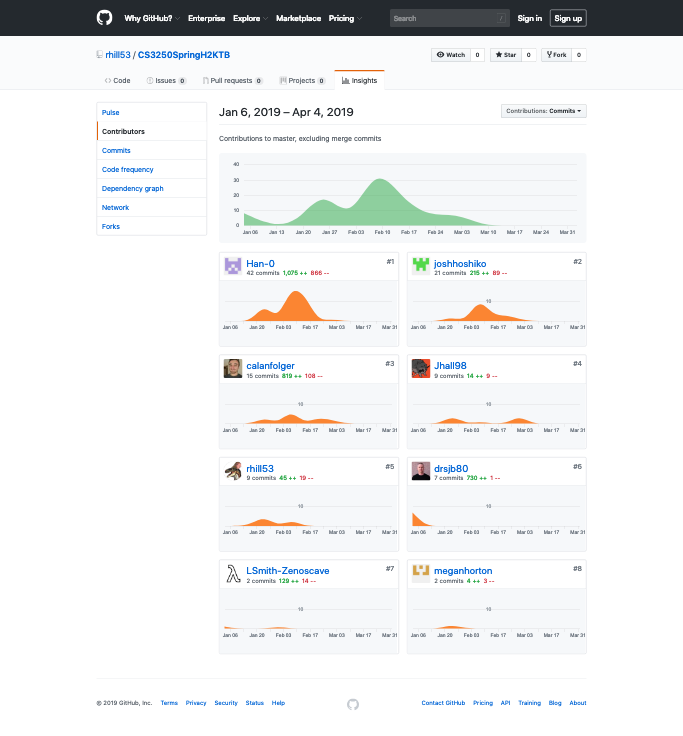 Why GitHub? Enterprise Explore Marketplace Pricing Search / Sign in Sign up
rhill53 / CS3250SpringH2KTB Watch 0 Star 0 Fork 0
Code Issues 0 Pull requests 0 Projects 0 Insights
Pulse
Contributors
Commits
Code frequency
Dependency graph
Network
Forks
Jan 6, 2019 – Apr 4, 2019 Contributions: Commits
Contributions to master, excluding merge commits
40
30
20
10
0
Jan 06 Jan 13 Jan 20 Jan 27 Feb 03 Feb 10 Feb 17 Feb 24 Mar 03 Mar 10 Mar 17 Mar 24 Mar 31
Han-0 #1
42 commits 1,075 ++ 866 --
Jan 06 Jan 20 Feb 03 Feb 17 Mar 03 Mar 17 Mar 31
joshhoshiko #2
21 commits 215 ++ 89 --
10
Jan 06 Jan 20 Feb 03 Feb 17 Mar 03 Mar 17 Mar 31
calanfolger #3
15 commits 819 ++ 108 --
10
Jan 06 Jan 20 Feb 03 Feb 17 Mar 03 Mar 17 Mar 31
Jhall98 #4
9 commits 14 ++ 9 --
10
Jan 06 Jan 20 Feb 03 Feb 17 Mar 03 Mar 17 Mar 31
rhill53 #5
9 commits 45 ++ 19 --
10
Jan 06 Jan 20 Feb 03 Feb 17 Mar 03 Mar 17 Mar 31
drsjb80 #6
7 commits 730 ++ 1 --
10
Jan 06 Jan 20 Feb 03 Feb 17 Mar 03 Mar 17 Mar 31
LSmith-Zenoscave #7
2 commits 129 ++ 14 --
10
Jan 06 Jan 20 Feb 03 Feb 17 Mar 03 Mar 17 Mar 31
meganhorton #8
2 commits 4 ++ 3 --
10
Jan 06 Jan 20 Feb 03 Feb 17 Mar 03 Mar 17 Mar 31
© 2019 GitHub, Inc. Terms Privacy Security Status Help Contact GitHub Pricing API Training Blog About